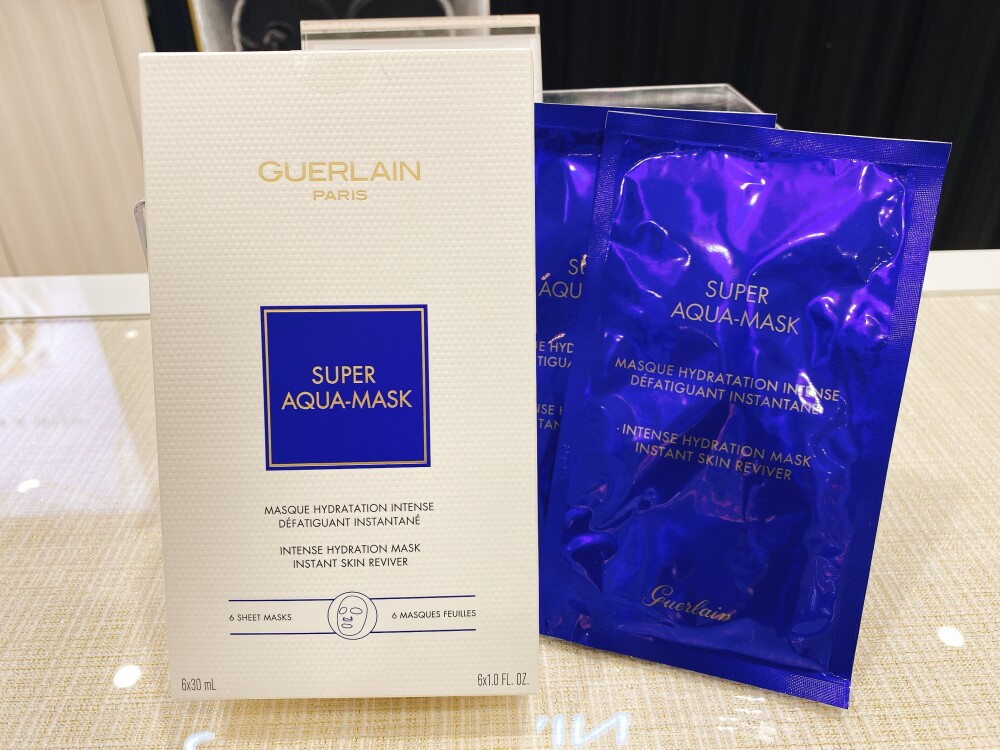 GUERLAIN
PARIS
SUPER
AQUA-MASK
MASQUE HYDRATATION INTENSE
DÉFATIGUANT INSTANTANÉ
INTENSE HYDRATION MASK
INSTANT SKIN REVIVER
6 SHEET MASKS
6 MASQUES FEUILLES
6x30 mL
6x1.0 FL. OZ.
SUPER
AQUA-MASK
MASQUE HYDRATATION INTENSE
DÉFATIGUANT INSTANTANÉ
INTENSE HYDRATION MASK
INSTANT SKIN REVIVER
Guerlain